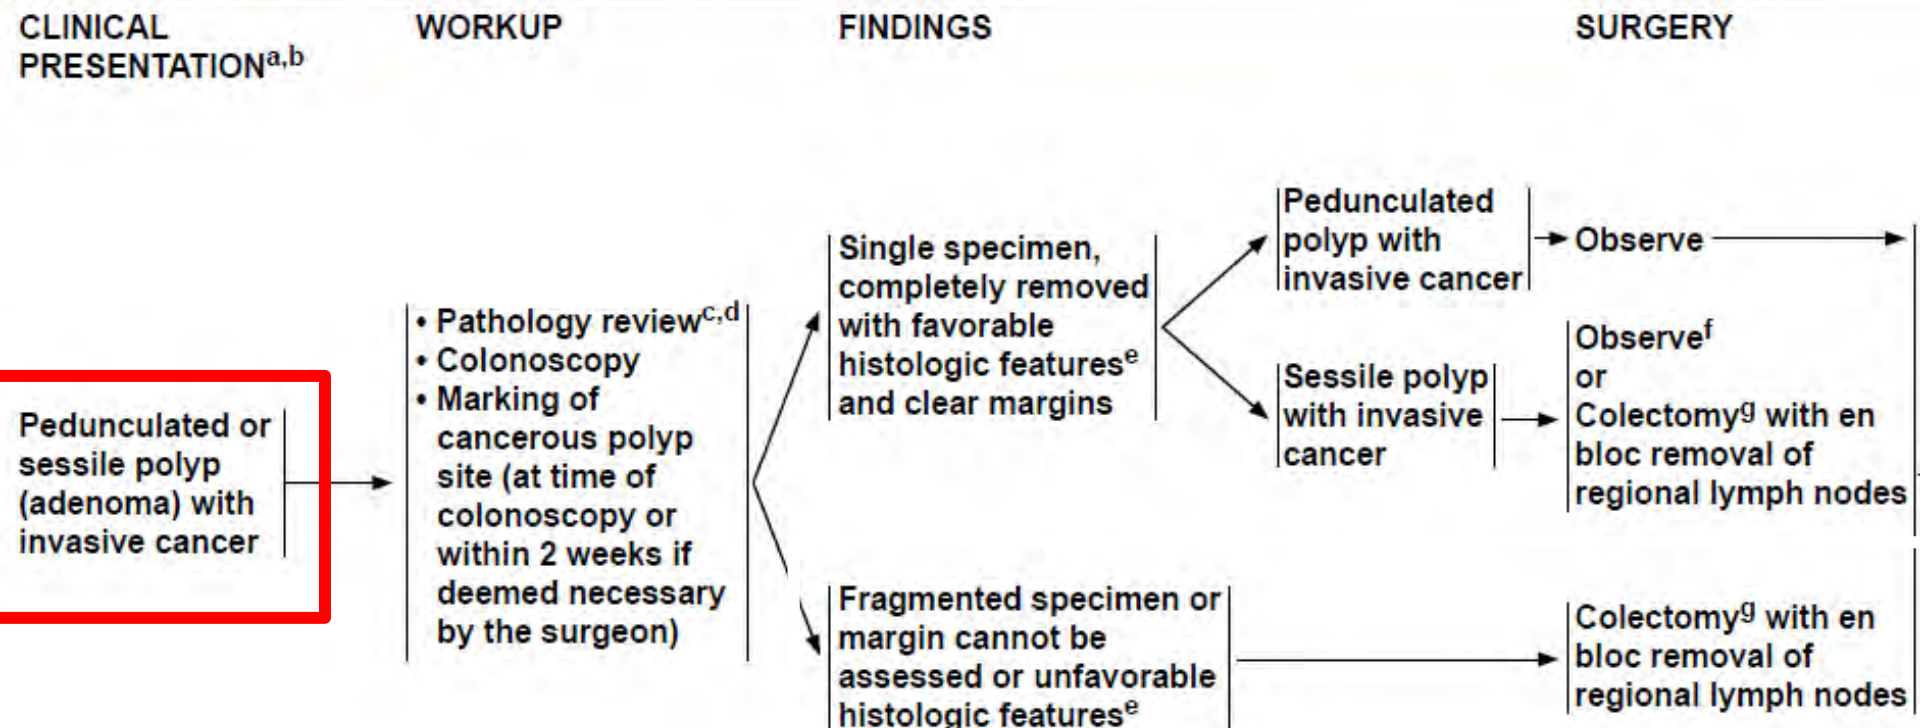 CLINICAL
PRESENTATIONa,b
WORKUP
FINDINGS
SURGERY
Pedunculated or
sessile polyp
(adenoma) with
invasive cancer
• Pathology reviewc,d
• Colonoscopy
• Marking of
cancerous polyp
site (at time of
colonoscopy or
within 2 weeks if
deemed necessary
by the surgeon)
Single specimen,
completely removed
with favorable
histologic featurese
and clear margins
Fragmented specimen or
margin cannot be
assessed or unfavorable
histologic featurese
Pedunculated
polyp with
invasive cancer
Sessile polyp
with invasive
cancer
Observe
Observef
or
Colectomyg with en
bloc removal of
regional lymph nodes
Colectomyg with en
bloc removal of
regional lymph nodes